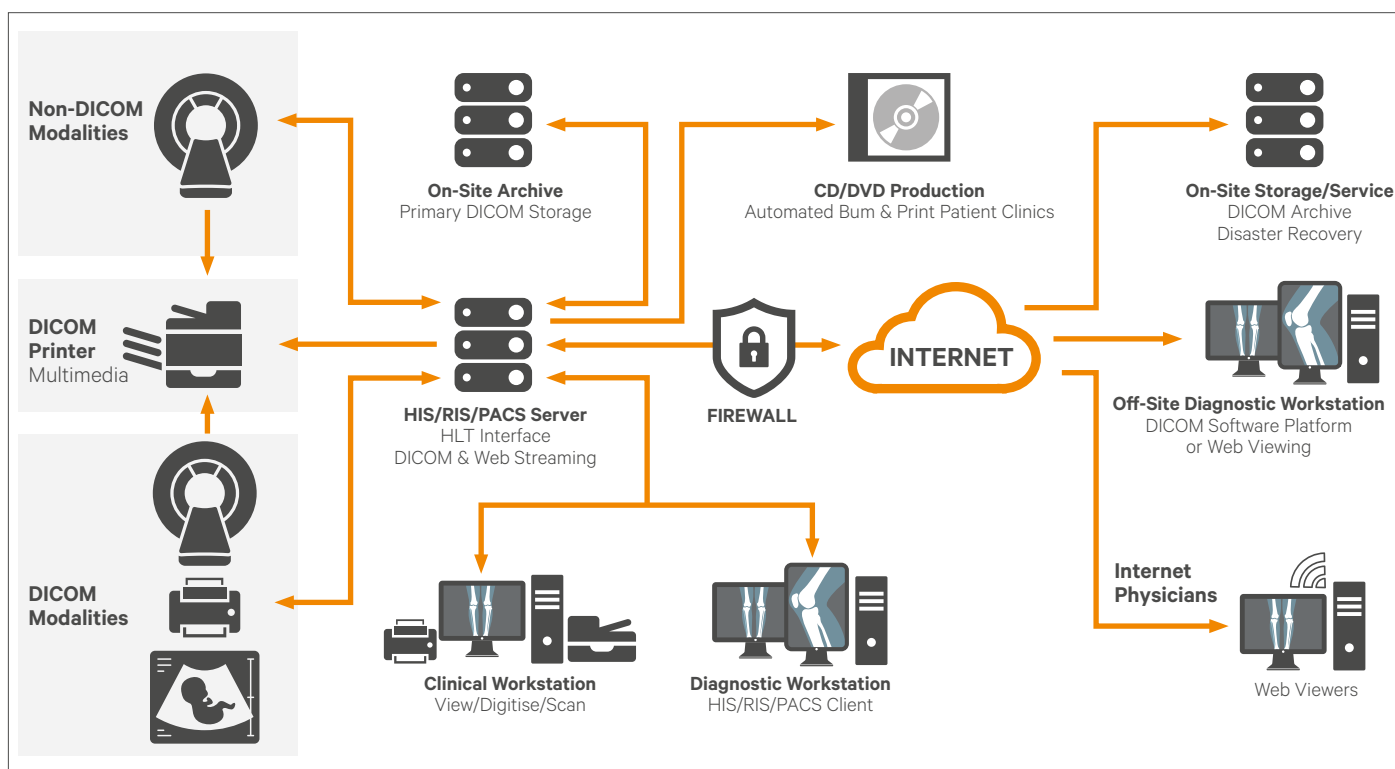 Non-DICOM
Modalities
On-Site Archive
Primary DICOM Storage
CD/DVD Production
Automated Bum & Print Patient Clinics
On-Site Storage/Service
DICOM Archive
Disaster Recovery
DICOM
Printer
Multimedia
HIS/RIS/PACS Server
HLT Interface
DICOM & Web Streaming
FIREWALL
INTERNET
Off-Site Diagnostic Workstation
DICOM Software Platform
or Web Viewing
DICOM
Modalities
Clinical Workstation
View/Digitise/Scan
Diagnostic Workstation
HIS/RIS/PACS Client
Internet
Physicians
Web Viewers